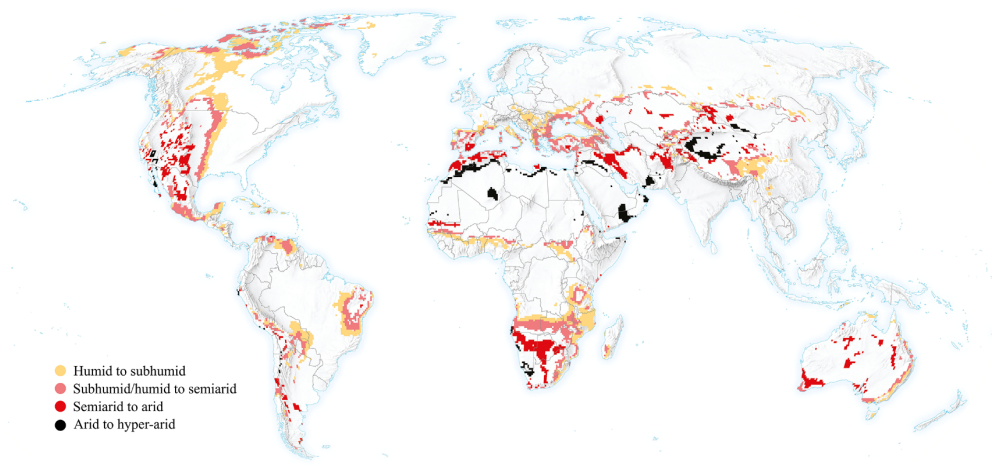 Humid to subhumid
Subhumid/humid to semiarid
Semiarid to arid
Arid to hyper-arid